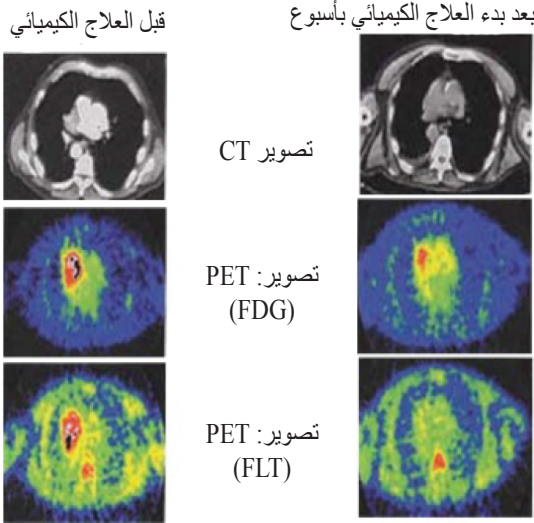 بعد بدء العلاج الكيميائي بأسبوع
قبل العلاج الكيميائي
تصوير CT
تصوير: PET
(FDG)
تصوير: PET
(FLT)